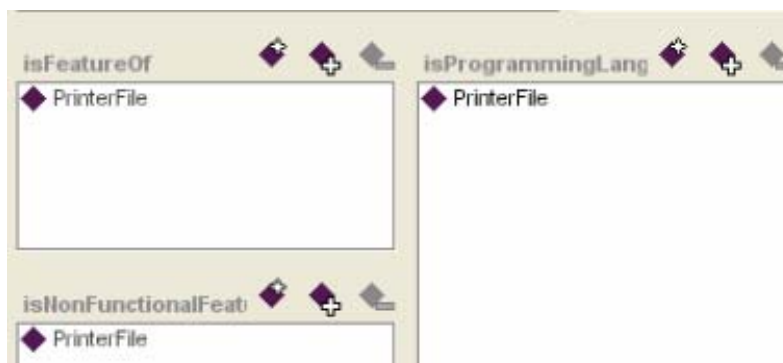 isFeatureOf
PrinterFile
isNonFunctionalFeat
PrinterFile
isProgrammingLang
PrinterFile